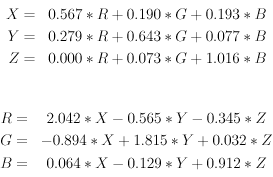 X = 0.567 * R + 0.190 * G + 0.193 * B
Y = 0.279 * R + 0.643 * G + 0.077 * B
Z = 0.000 * R + 0.073 * G + 1.016 * B
R = 2.042 * X − 0.565 * Y − 0.345 * Z
G = −0.894 * X + 1.815 * Y + 0.032 * Z
B = 0.064 * X − 0.129 * Y + 0.912 * Z